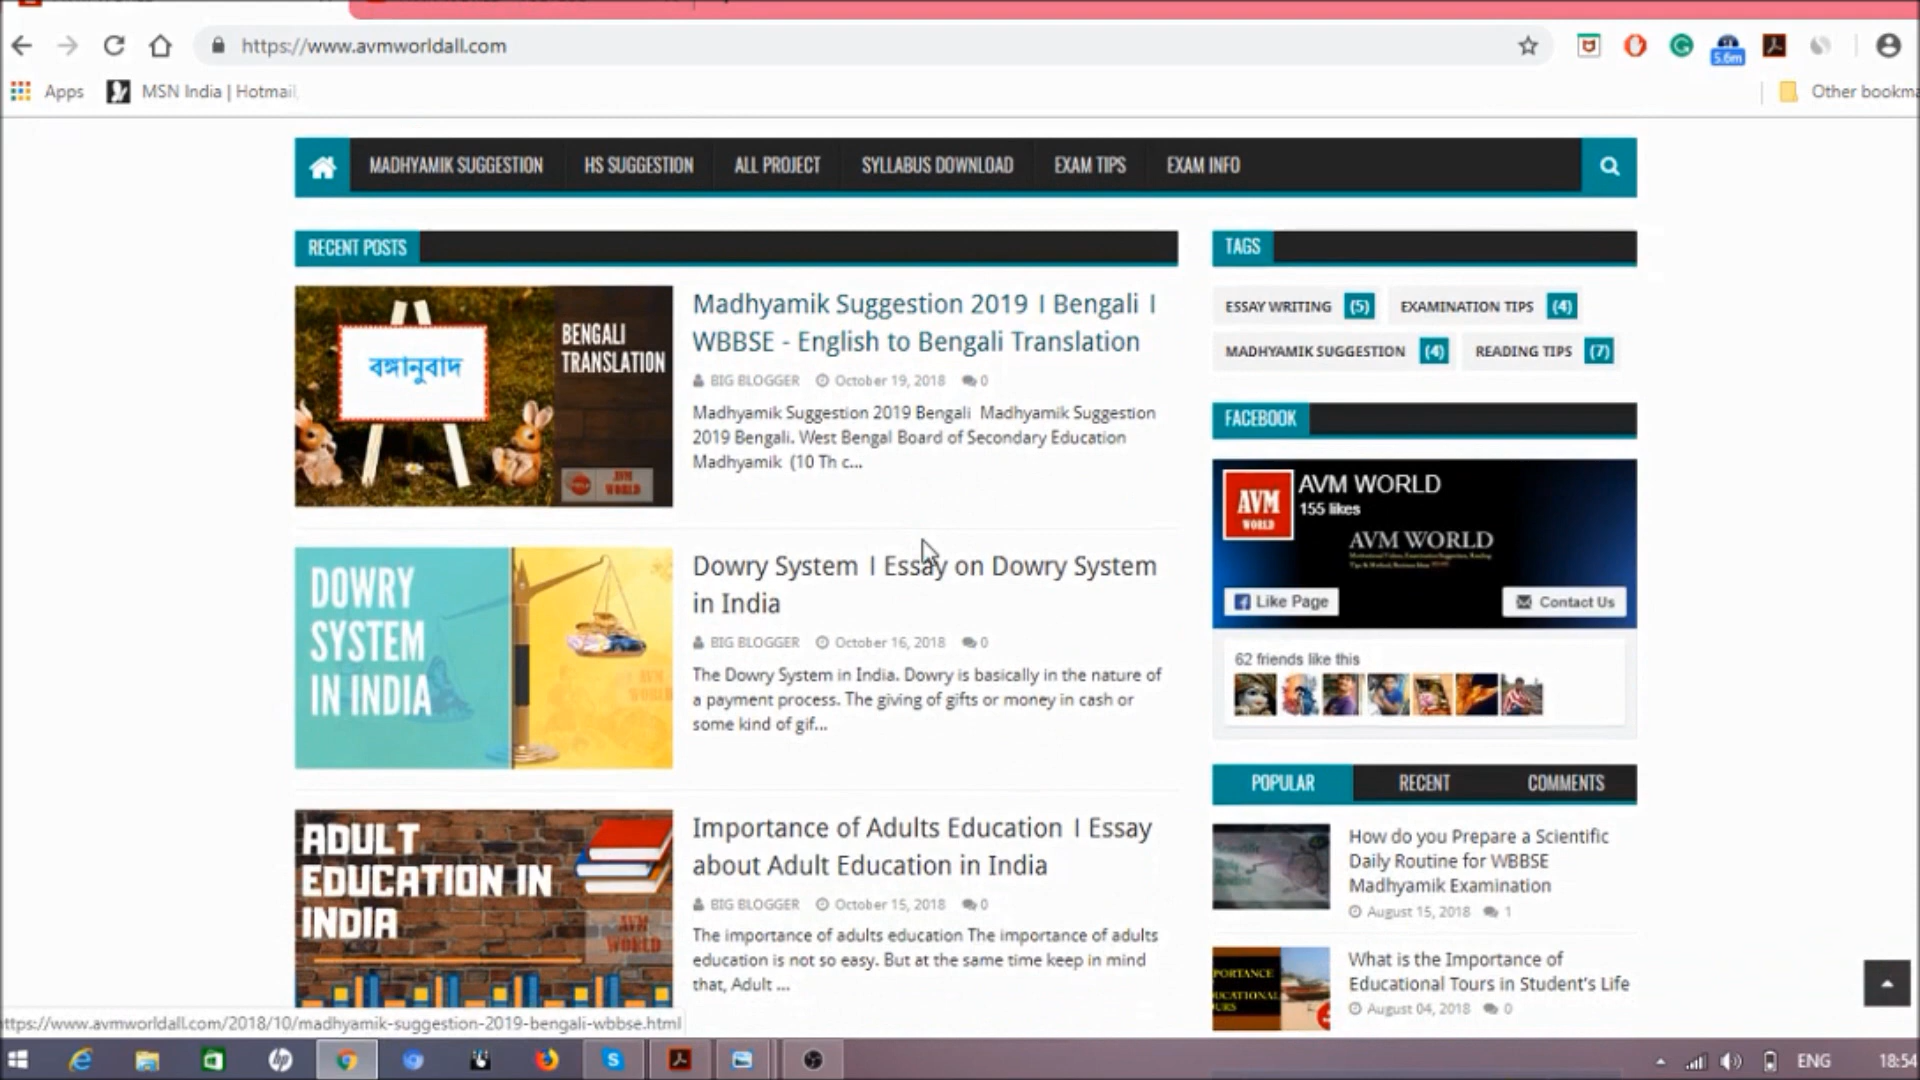 https://www.avmworldall.com
5.6m
Apps
MSN India | Hotmail,
Other bookma
MADHYAMIK SUGGESTION
HS SUGGESTION
ALL PROJECT
SYLLABUS DOWNLOAD
EXAM TIPS
EXAM INFO
RECENT POSTS
বঙ্গানুবাদ
BENGALI
TRANSLATION
AVM
WORLD
Madhyamik Suggestion 2019 । Bengali ।
WBBSE - English to Bengali Translation
BIG BLOGGER October 19, 2018 0
Madhyamik Suggestion 2019 Bengali Madhyamik Suggestion
2019 Bengali. West Bengal Board of Secondary Education
Madhyamik (10 Th c...
DOWRY
SYSTEM
IN INDIA
AVM
WORLD
Dowry System । Essay on Dowry System
in India
BIG BLOGGER October 16, 2018 0
The Dowry System in India. Dowry is basically in the nature of
a payment process. The giving of gifts or money in cash or
some kind of gif...
ADULT
EDUCATION IN
INDIA
AVM
WORLD
Importance of Adults Education । Essay
about Adult Education in India
BIG BLOGGER October 15, 2018 0
The importance of adults education The importance of adults
education is not so easy. But at the same time keep in mind
that, Adult ...
TAGS
ESSAY WRITING (5) EXAMINATION TIPS (4)
MADHYAMIK SUGGESTION (4) READING TIPS (7)
FACEBOOK
AVM
WORLD
AVM WORLD
155 likes
AVM WORLD
Like Page
Contact Us
62 friends like this
POPULAR
RECENT
COMMENTS
How do you Prepare a Scientific
Daily Routine for WBBSE
Madhyamik Examination
August 15, 2018 1
PORTANCE
UCATIONAL
URS
What is the Importance of
Educational Tours in Student's Life
August 04, 2018 0
ttps://www.avmworldall.com/2018/10/madhyamik-suggestion-2019-bengali-wbbse.html
ENG
18:54